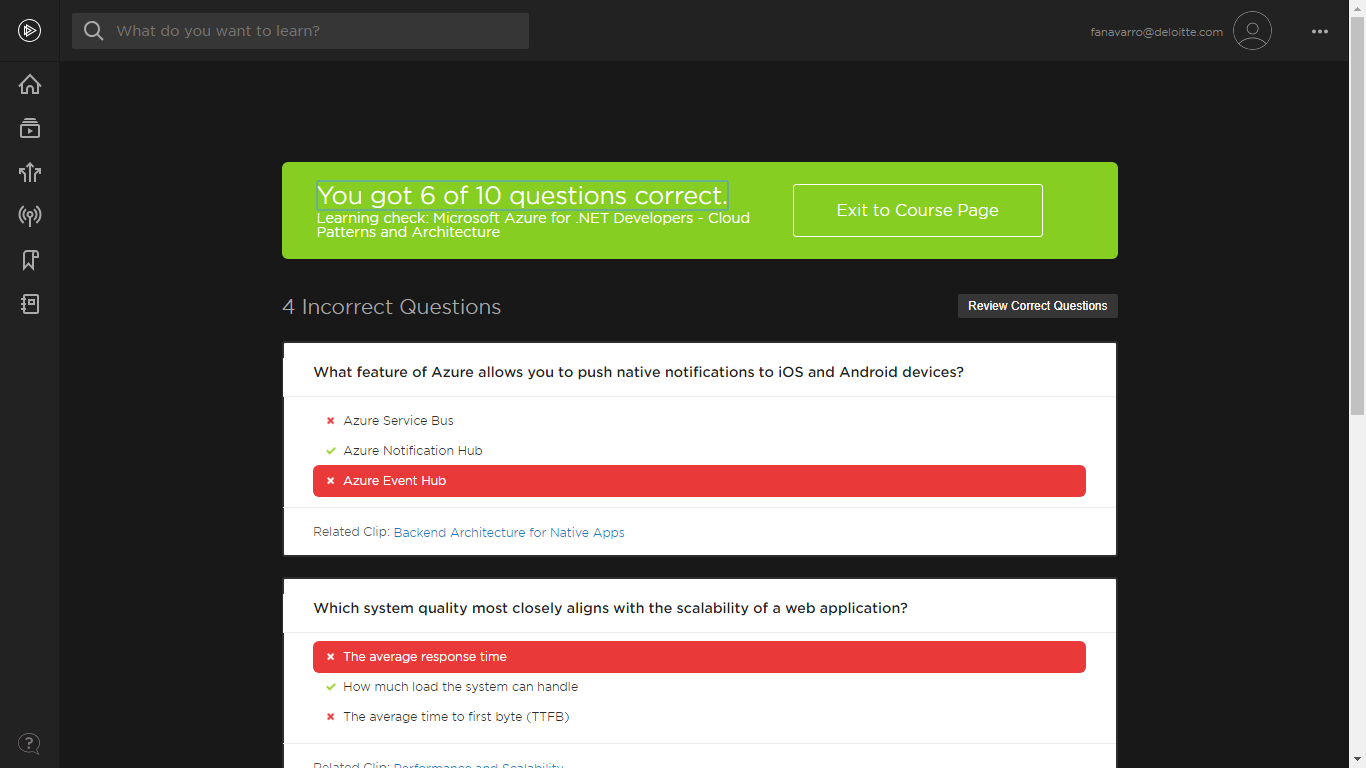 What do you want to learn?
fanavarro@deloitte.com
You got 6 of 10 questions correct.
Learning check: Microsoft Azure for .NET Developers - Cloud
Patterns and Architecture
Exit to Course Page
4 Incorrect Questions
Review Correct Questions
What feature of Azure allows you to push native notifications to iOS and Android devices?
Azure Service Bus
Azure Notification Hub
Azure Event Hub
Related Clip: Backend Architecture for Native Apps
Which system quality most closely aligns with the scalability of a web application?
The average response time
How much load the system can handle
The average time to first byte (TTFB)
Related Clip: Performance and Scalability